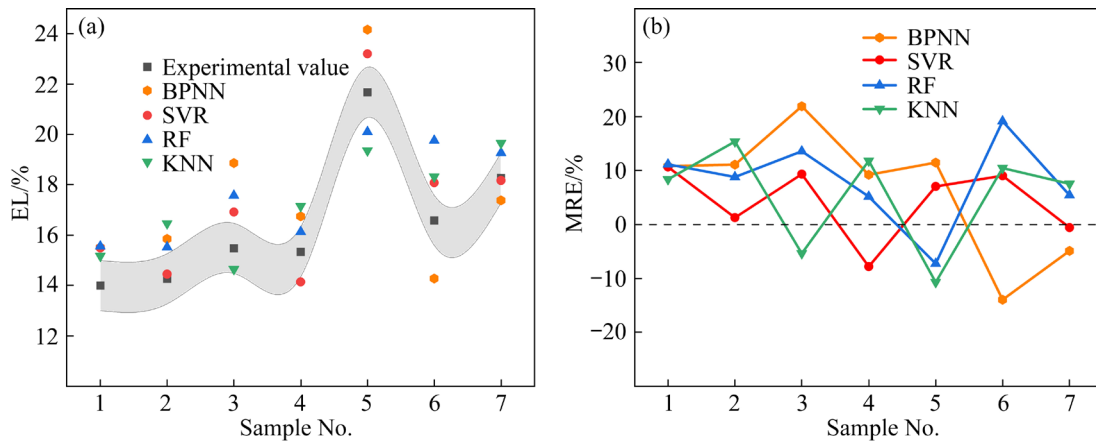 (a)
24
22
20
18
16
14
12
EL/%
Experimental value
BPNN
SVR
RF
KNN
1 2 3 4 5 6 7
Sample No.
(b)
30
20
10
0
−10
−20
MRE/%
BPNN
SVR
RF
KNN
1 2 3 4 5 6 7
Sample No.